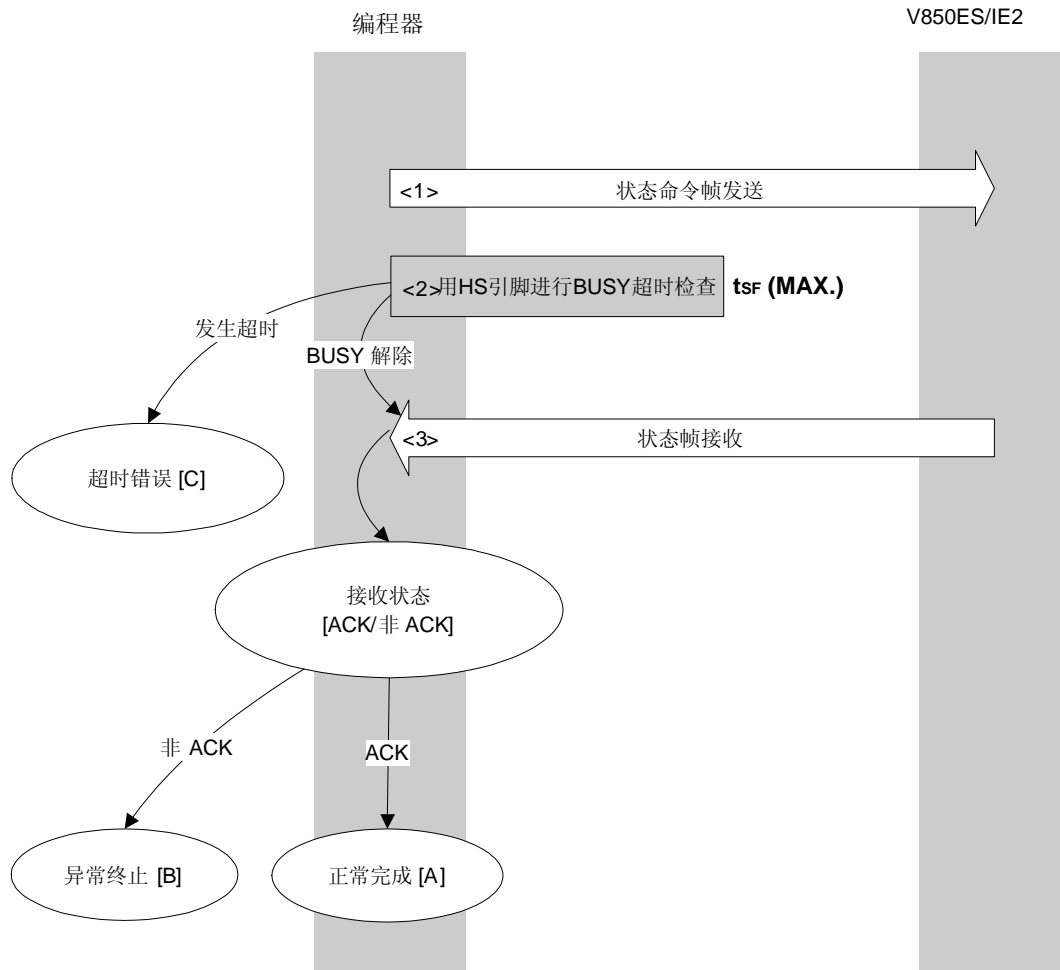 编程器
V850ES/IE2
<1> 状态命令帧发送
<2>用HS引脚进行BUSY超时检查 tSF (MAX.)
发生超时
BUSY 解除
<3> 状态帧接收
超时错误 [C]
接收状态
[ACK/非 ACK]
非 ACK
ACK
异常终止 [B]
正常完成 [A]